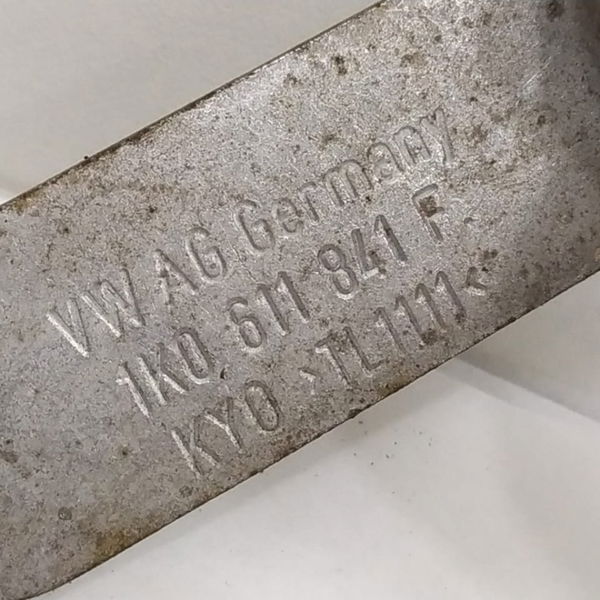 VW AG Germany
1K0 611 841 F
KYO >TL1111<